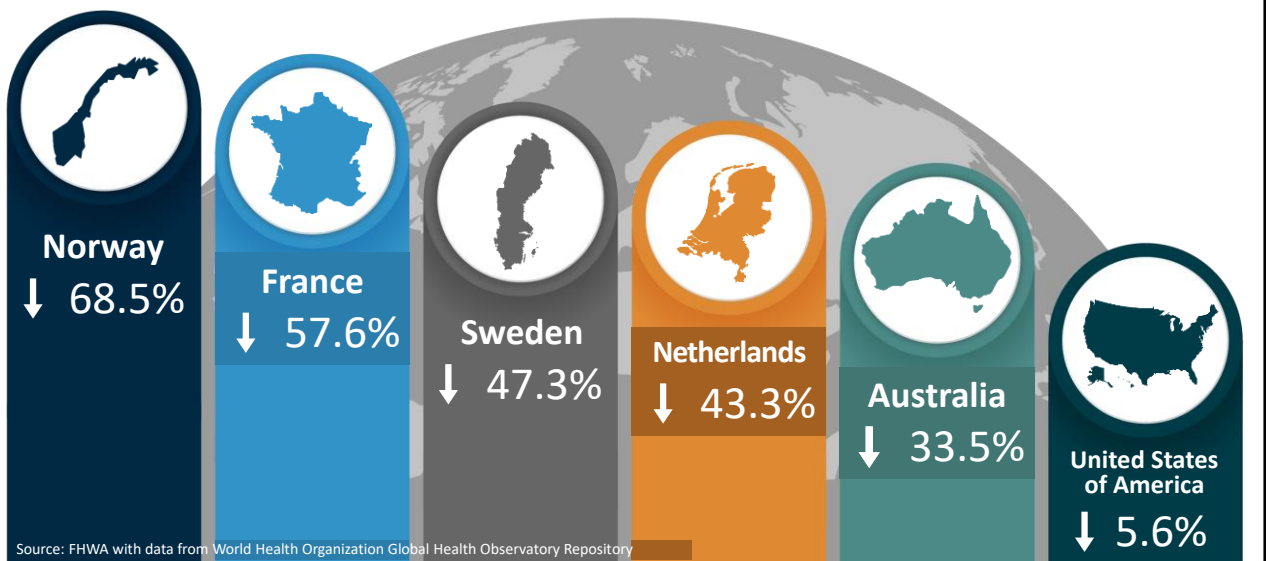 Norway
↓ 68.5%
France
↓ 57.6%
Sweden
↓ 47.3%
Netherlands
↓ 43.3%
Australia
↓ 33.5%
United States
of America
↓ 5.6%
Source: FHWA with data from World Health Organization Global Health Observatory Repository